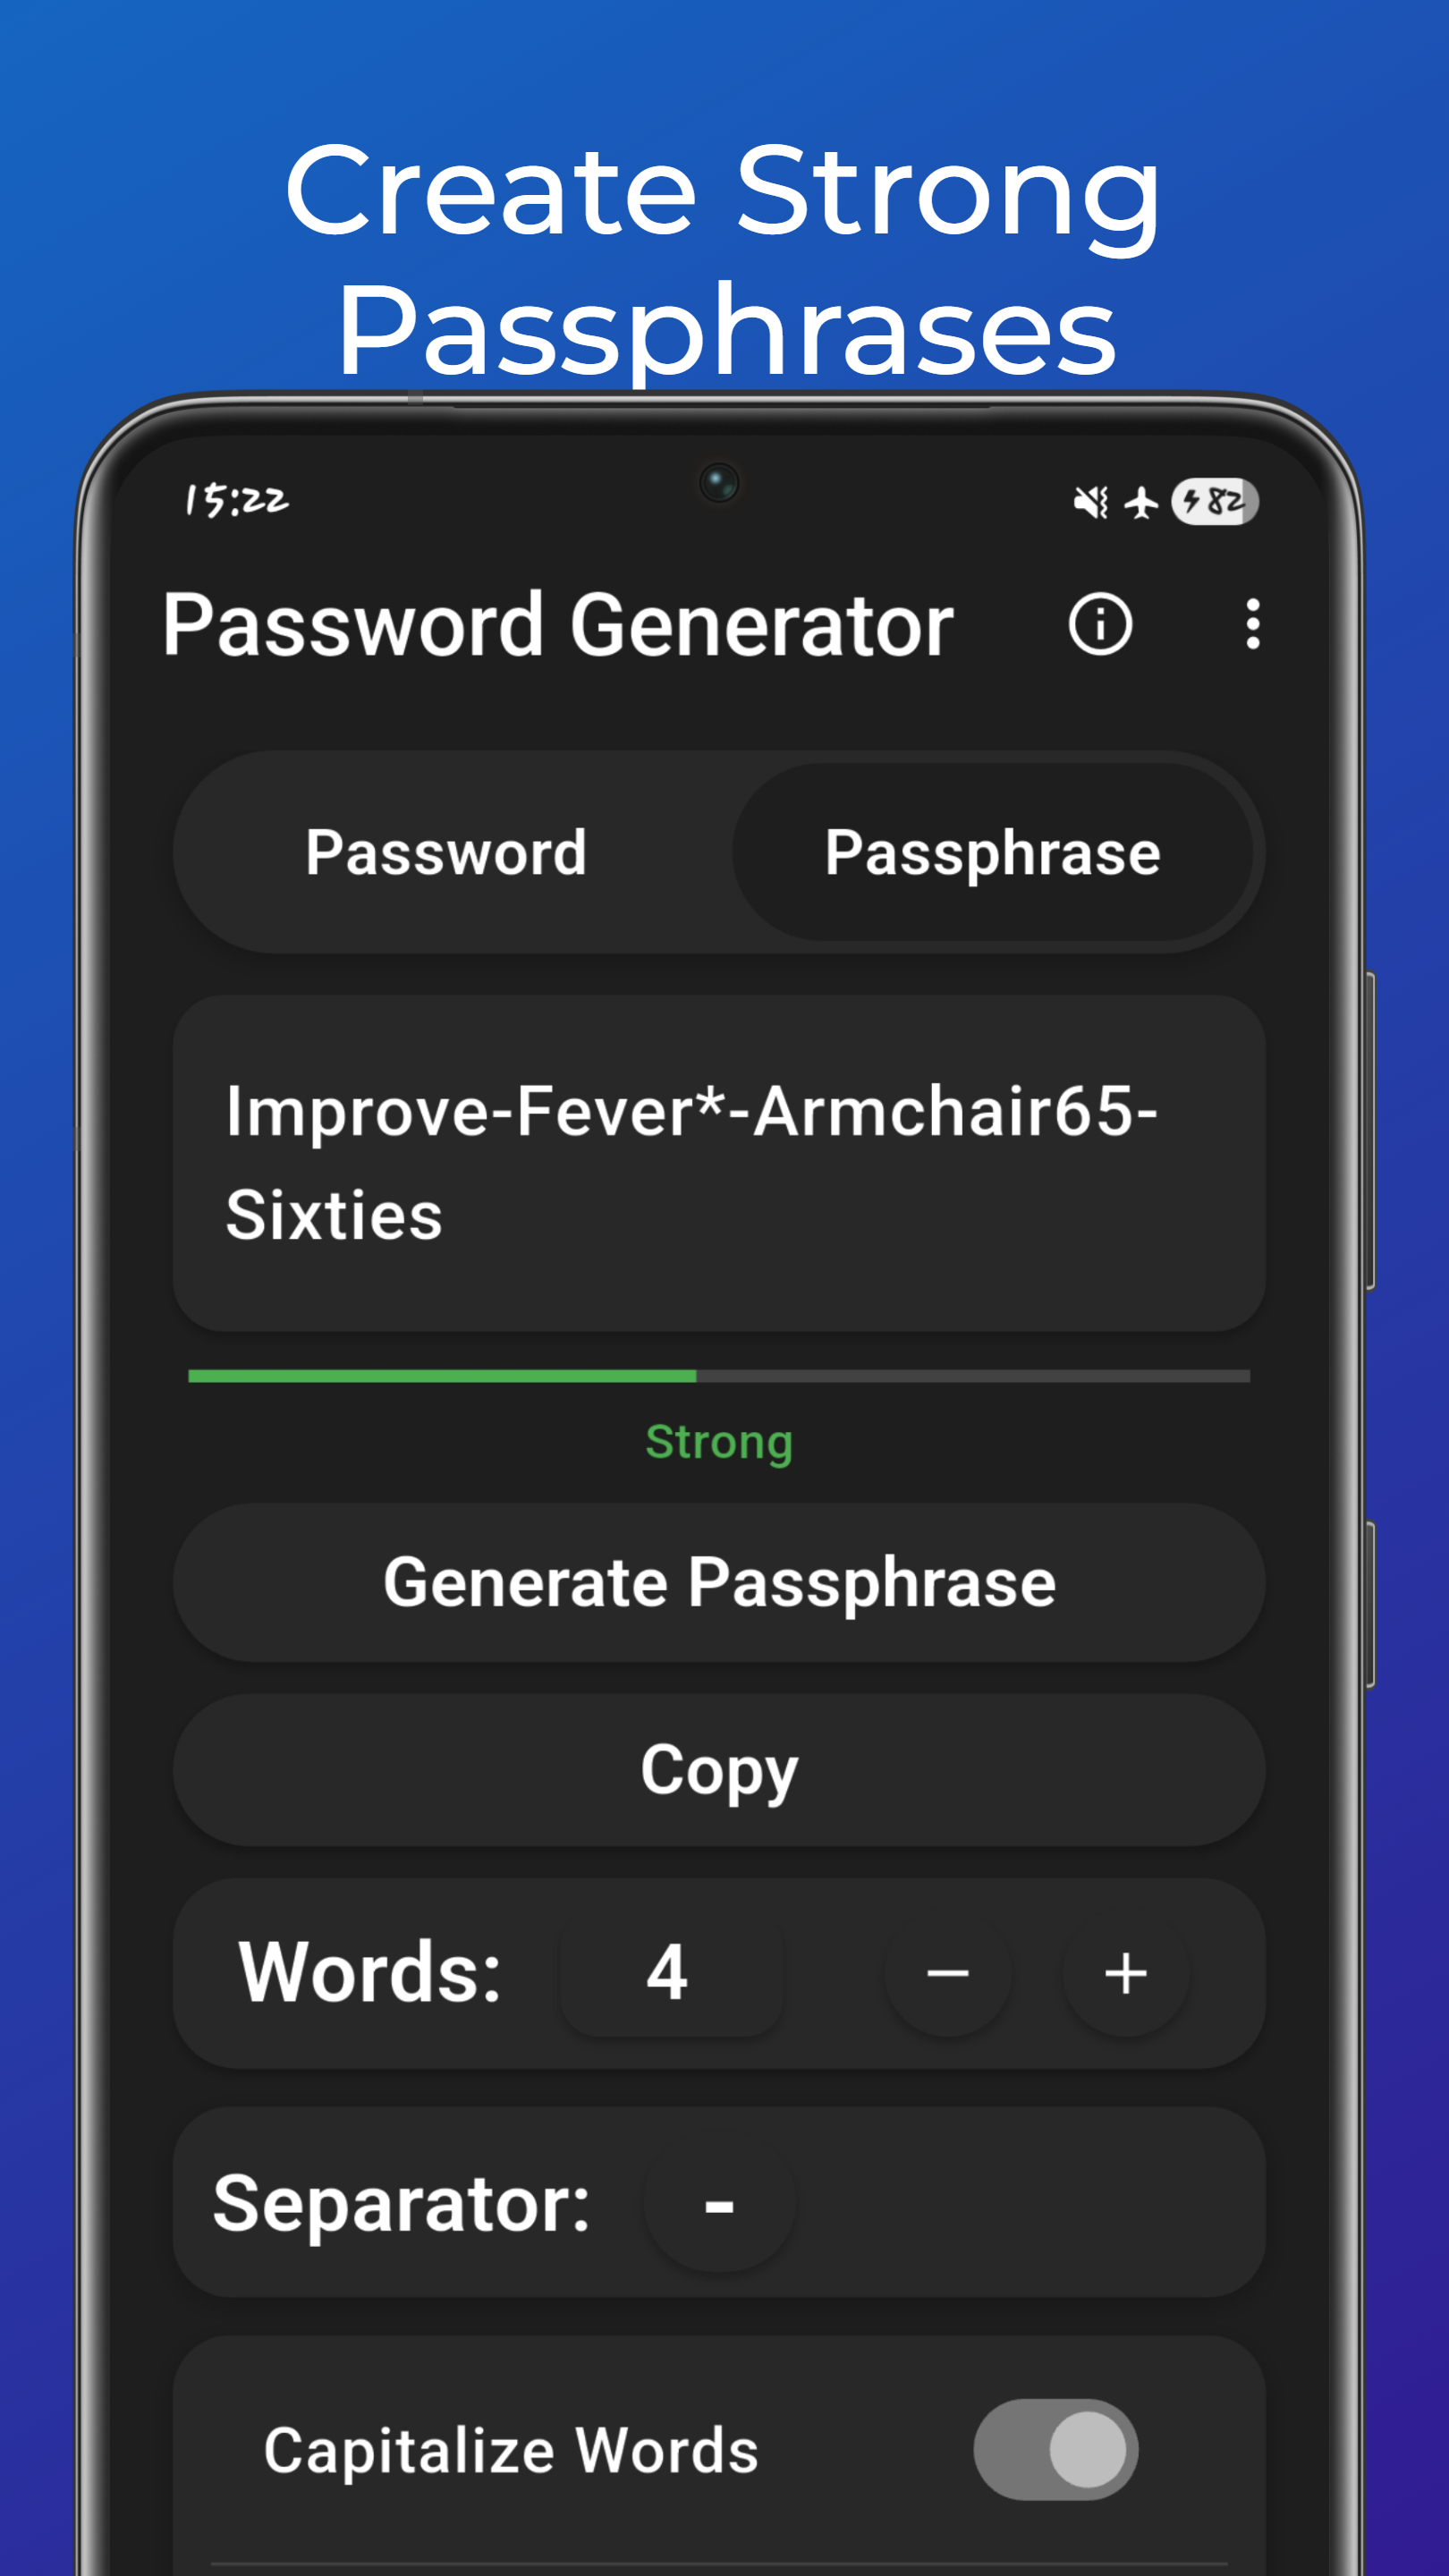 Create Strong
Passphrases
15:22
82
Password Generator
Password
Passphrase
Improve-Fever*-Armchair65-
Sixties
Strong
Generate Passphrase
Copy
Words: 4 − +
Separator: -
Capitalize Words